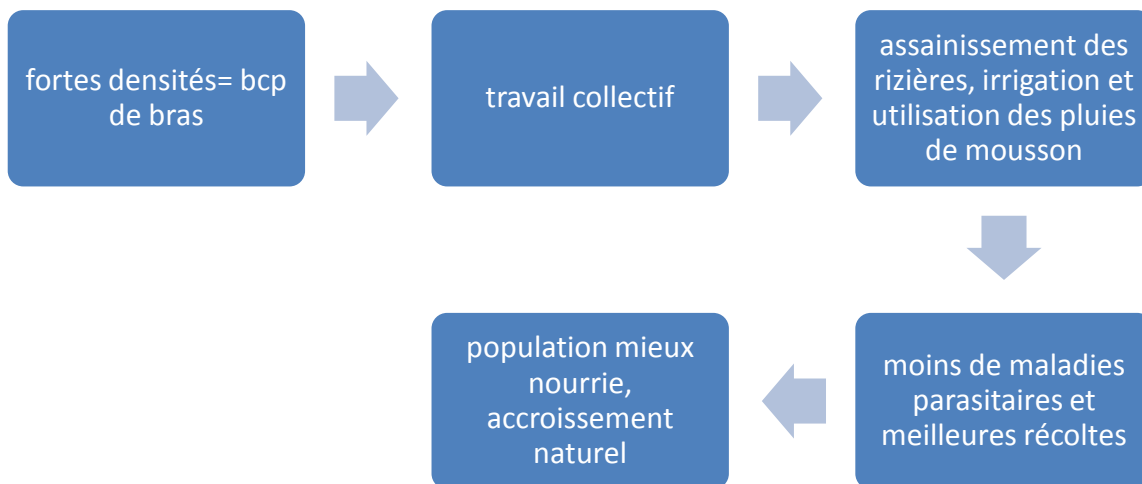 fortes densités= bcp
de bras
travail collectif
assainissement des
rizières, irrigation et
utilisation des pluies
de mousson
moins de maladies
parasitaires et
meilleures récoltes
population mieux
nourrie,
accroissement
naturel